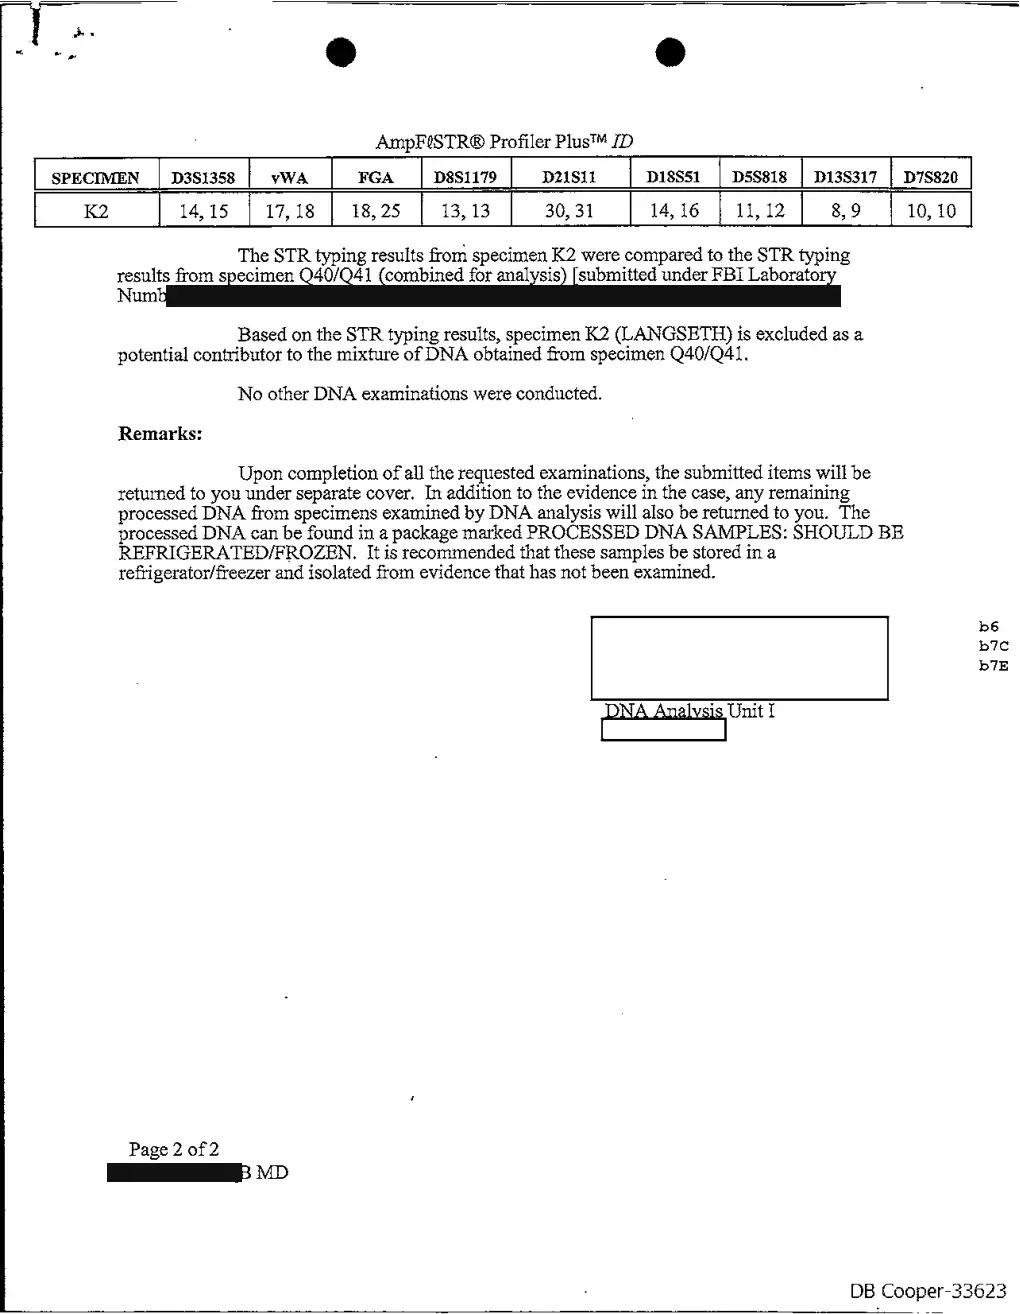 AmpFℓSTR® Profiler Plus™ ID
SPECIMEN D3S1358 vWA FGA D8S1179 D21S11 D18S51 D5S818 D13S317 D7S820
K2 14, 15 17, 18 18, 25 13, 13 30, 31 14, 16 11, 12 8, 9 10, 10
The STR typing results from specimen K2 were compared to the STR typing
results from specimen Q40/Q41 (combined for analysis) [submitted under FBI Laboratory
Numb
Based on the STR typing results, specimen K2 (LANGSETH) is excluded as a
potential contributor to the mixture of DNA obtained from specimen Q40/Q41.
No other DNA examinations were conducted.
Remarks:
Upon completion of all the requested examinations, the submitted items will be
returned to you under separate cover. In addition to the evidence in the case, any remaining
processed DNA from specimens examined by DNA analysis will also be returned to you. The
processed DNA can be found in a package marked PROCESSED DNA SAMPLES: SHOULD BE
REFRIGERATED/FROZEN. It is recommended that these samples be stored in a
refrigerator/freezer and isolated from evidence that has not been examined.
b6
b7C
b7E
DNA Analysis Unit I
Page 2 of 2
B MD
DB Cooper-33623